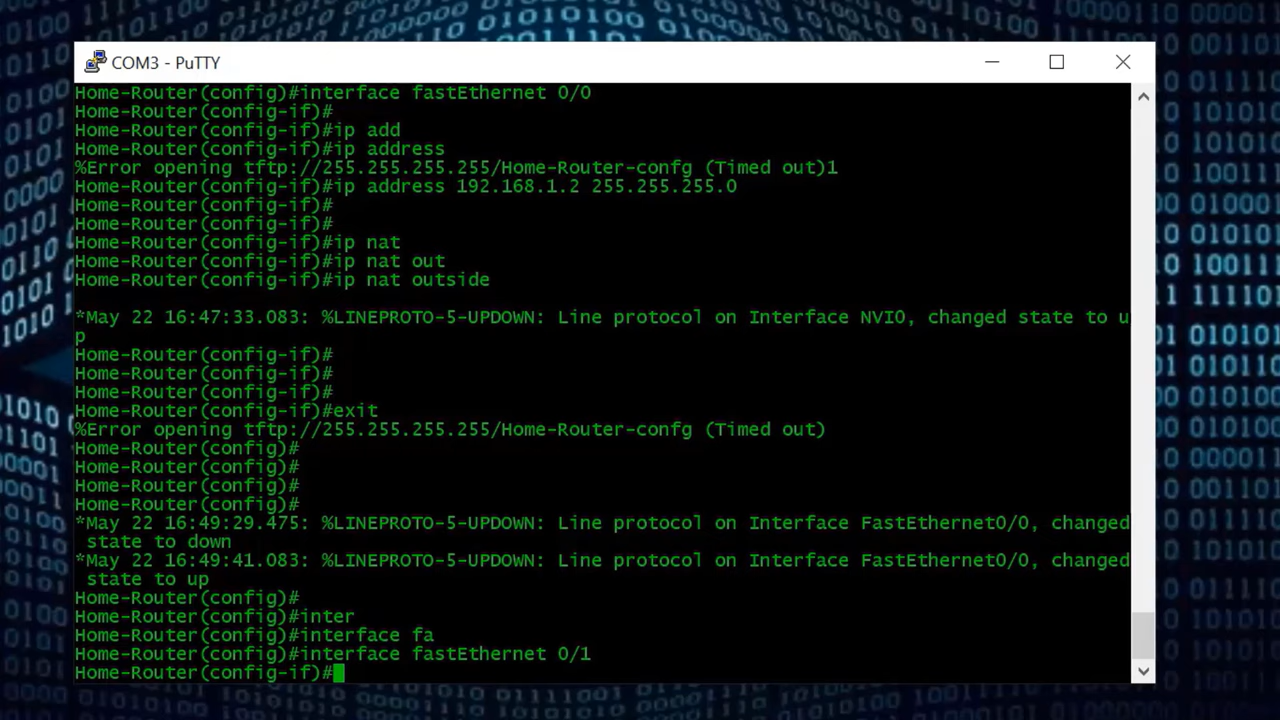 COM3 - PuTTY
Home-Router(config)#interface fastEthernet 0/0
Home-Router(config-if)#
Home-Router(config-if)#ip add
Home-Router(config-if)#ip address
%Error opening tftp://255.255.255.255/Home-Router-confg (Timed out)1
Home-Router(config-if)#ip address 192.168.1.2 255.255.255.0
Home-Router(config-if)#
Home-Router(config-if)#
Home-Router(config-if)#ip nat
Home-Router(config-if)#ip nat out
Home-Router(config-if)#ip nat outside
*May 22 16:47:33.083: %LINEPROTO-5-UPDOWN: Line protocol on Interface NVI0, changed state to u
p
Home-Router(config-if)#
Home-Router(config-if)#
Home-Router(config-if)#
Home-Router(config-if)#exit
%Error opening tftp://255.255.255.255/Home-Router-confg (Timed out)
Home-Router(config)#
Home-Router(config)#
Home-Router(config)#
Home-Router(config)#
*May 22 16:49:29.475: %LINEPROTO-5-UPDOWN: Line protocol on Interface FastEthernet0/0, changed
state to down
*May 22 16:49:41.083: %LINEPROTO-5-UPDOWN: Line protocol on Interface FastEthernet0/0, changed
state to up
Home-Router(config)#
Home-Router(config)#inter
Home-Router(config)#interface fa
Home-Router(config)#interface fastEthernet 0/1
Home-Router(config-if)#